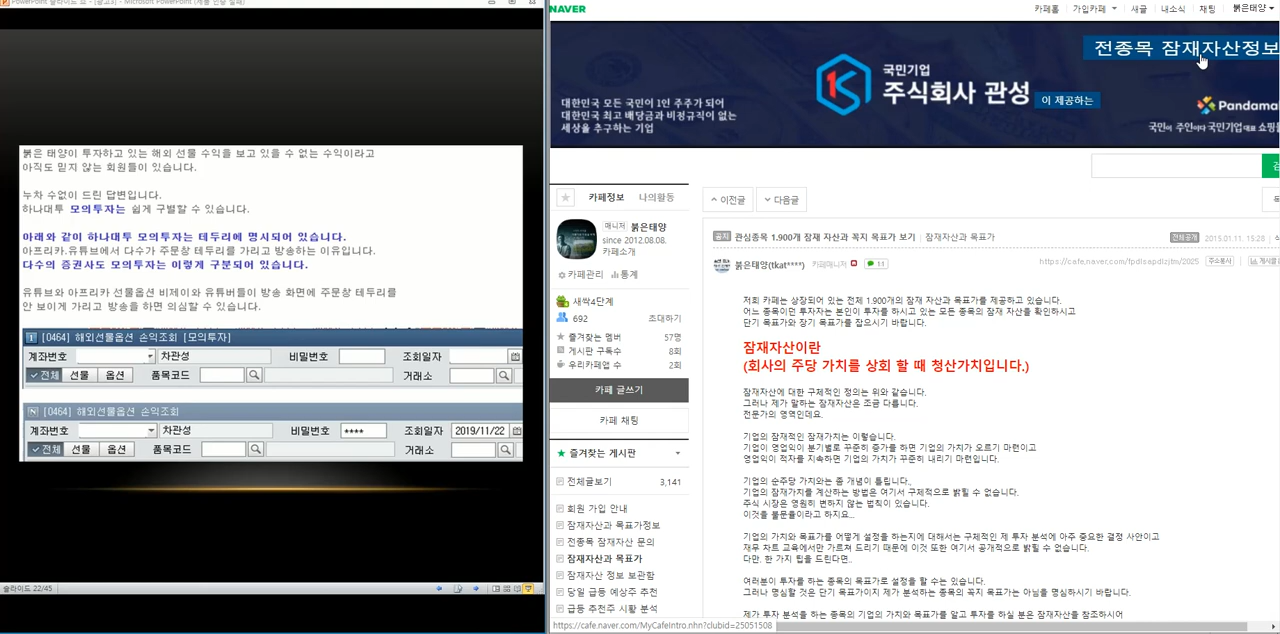 PowerPoint 슬라이드 쇼 - [광고3] - Microsoft PowerPoint (제품 인증 실패)
붉은 태양이 투자하고 있는 해외 선물 수익을 보고 있을 수 없는 수익이라고
아직도 믿지 않는 회원들이 있습니다.
누차 수없이 드린 답변입니다.
하나대투 모의투자는 쉽게 구별할 수 있습니다.
아래와 같이 하나대투 모의투자는 테두리에 명시되어 있습니다.
아프리카.유튜브에서 다수가 주문창 테두리를 가리고 방송하는 이유입니다.
다수의 증권사도 모의투자는 이렇게 구분되어 있습니다.
유튜브와 아프리카 선물옵션 비제이와 유튜버들이 방송 화면에 주문창 테두리를
안 보이게 가리고 방송을 하면 의심할 수 있습니다.
[0464] 해외선물옵션 손익조회 [모의투자]
계좌번호 차관성 비밀번호 조회일자
전체 선물 옵션 품목코드 거래소
[0464] 해외선물옵션 손익조회
계좌번호 차관성 비밀번호 **** 조회일자 2019/11/22
전체 선물 옵션 품목코드 거래소
슬라이드 22/45
NAVER
카페홈 가입카페 새글 내소식 채팅 붉은태양
전종목 잠재자산정보
국민기업
주식회사 관성 이 제공하는
대한민국 모든 국민이 1인 주주가 되어
대한민국 최고 배당금과 비정규직이 없는
세상을 추구하는 기업
Pandama
국민이 주인이다 국민기업대표 쇼핑몰
카페정보 나의활동
매니저 붉은태양
since 2012.08.08.
카페소개
카페관리 통계
새싹4단계
692 초대하기
즐겨찾는 멤버 57명
게시판 구독수 8회
우리카페앱 수 2회
카페 글쓰기
카페 채팅
즐겨찾는 게시판
전체글보기 3,141
회원 가입 안내
잠재자산과 목표가정보
전종목 잠재자산 문의
잠재자산과 목표가
잠재자산 정보 보관함
당일 급등 예상주 추천
급등 추천주 시황 분석
이전글 다음글
공지 관심종목 1.900개 잠재 자산과 꼭지 목표가 보기 | 잠재자산과 목표가
전체공개 2015.01.11. 15:28
붉은태양(tkat****) 카페매니저 11
https://cafe.naver.com/fpdlsapdlzjtm/2025 주소복사
저희 카페는 상장되어 있는 전체 1.900개의 잠재 자산과 목표가를 제공하고 있습니다.
어느 종목이던 투자자는 본인이 투자를 하시고 있는 모든 종목의 잠재 자산을 확인하시고
단기 목표가와 장기 목표가를 잡으시기 바랍니다.
잠재자산이란
(회사의 주당 가치를 상회 할 때 청산가치입니다.)
잠재자산에 대한 구체적인 정의는 위와 같습니다.
그러나 제가 말하는 잠재자산은 조금 다릅니다.
전문가의 영역인데요.
기업의 잠재적인 잠재가치는 이렇습니다.
기업이 영업익이 분기별로 꾸준히 증가를 하면 기업의 가치가 오르기 마련이고
영업익이 적자를 지속하면 기업의 가치가 꾸준히 내리기 마련입니다.
기업의 순주당 가치와는 좀 개념이 틀립니다.
기업의 잠재가치를 계산하는 방법은 여기서 구체적으로 밝힐 수 없습니다.
주식 시장은 영원히 변하지 않는 법칙이 있습니다.
이것을 불문율이라고 하지요...
기업의 가치와 목표가를 어떻게 설정을 하는지에 대해서는 구체적인 제 투자 분석에 아주 중요한 결정 사안이고
재무 차트 교육에서만 가르쳐 드리기 때문에 이것 또한 여기서 공개적으로 밝힐 수 없습니다.
다만, 한 가지 팁을 드린다면..
여러분이 투자를 하는 종목의 목표가로 설정을 할 수는 있습니다.
그러나 명심할 것은 단기 목표가이지 제가 분석하는 종목의 꼭지 목표가는 아님을 명심하시기 바랍니다.
제가 투자 분석을 하는 종목의 기업의 가치와 목표가를 알고 투자를 하실 분은 잠재자산을 참조하시어
https://cafe.naver.com/MyCafeIntro.nhn?clubid=25051508